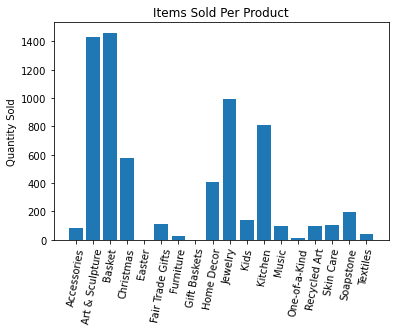 Items Sold Per Product
Quantity Sold
1400
1200
1000
800
600
400
200
0
Accessories
Art & Sculpture
Basket
Christmas
Easter
Fair Trade Gifts
Furniture
Gift Baskets
Home Decor
Jewelry
Kids
Kitchen
Music
One-of-a-Kind
Recycled Art
Skin Care
Soapstone
Textiles